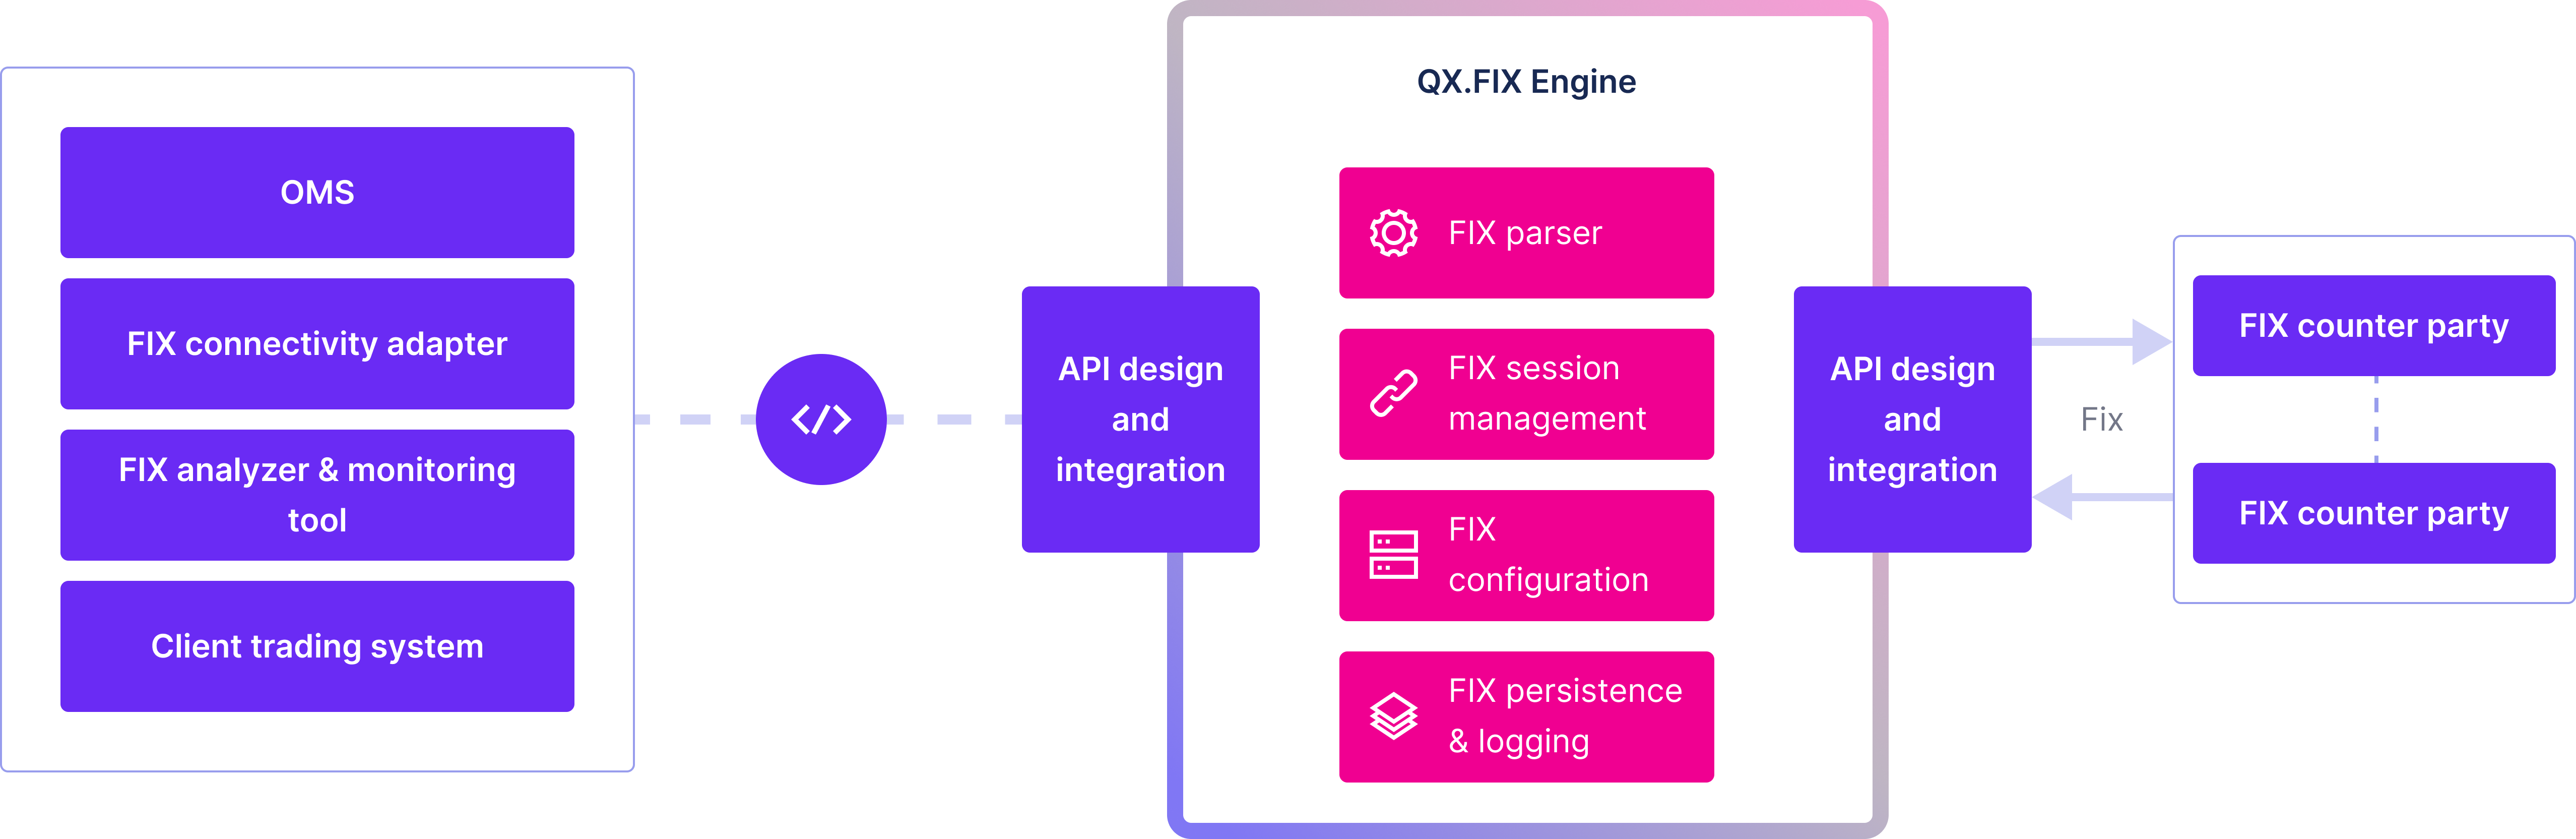 OMS
FIX connectivity adapter
FIX analyzer & monitoring
tool
Client trading system
</>
API design
and
integration
QX.FIX Engine
FIX parser
FIX session
management
FIX
configuration
FIX persistence
& logging
API design
and
integration
Fix
FIX counter party
FIX counter party